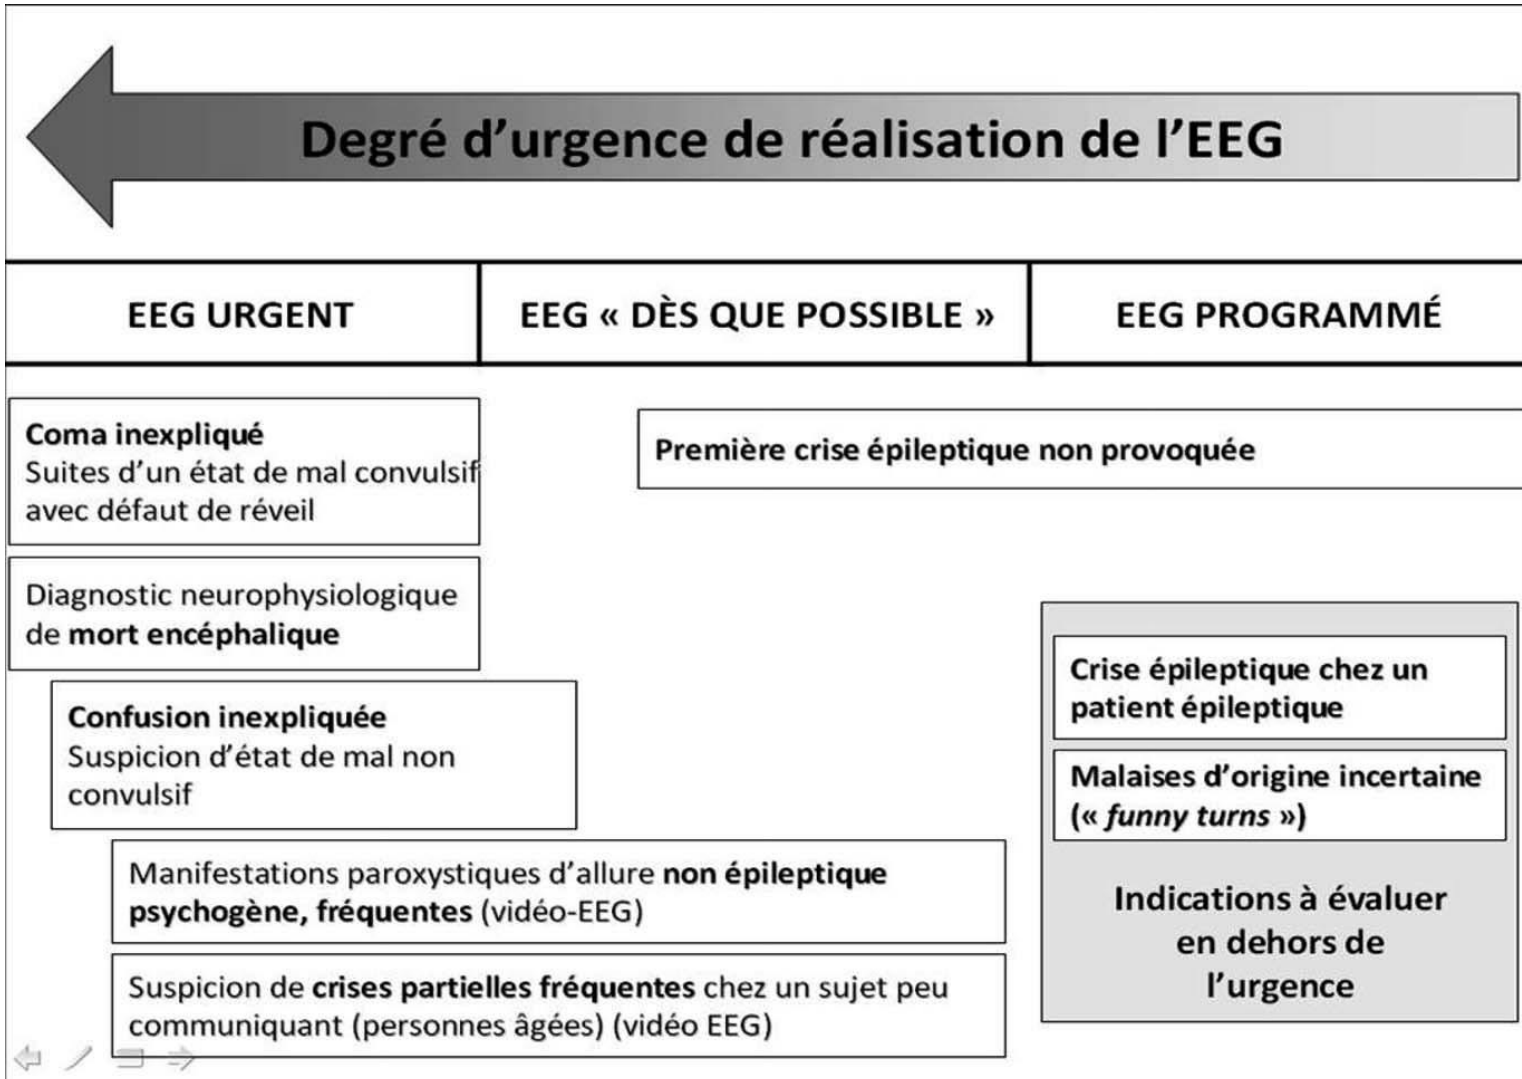 Degré d’urgence de réalisation de l’EEG
EEG URGENT
EEG « DÈS QUE POSSIBLE »
EEG PROGRAMMÉ
Coma inexpliqué
Suites d’un état de mal convulsif
avec défaut de réveil
Première crise épileptique non provoquée
Diagnostic neurophysiologique
de mort encéphalique
Confusion inexpliquée
Suspicion d’état de mal non
convulsif
Manifestations paroxystiques d’allure non épileptique
psychogène, fréquentes (vidéo-EEG)
Suspicion de crises partielles fréquentes chez un sujet peu
communiquant (personnes âgées) (vidéo EEG)
Crise épileptique chez un
patient épileptique
Malaises d’origine incertaine
(« funny turns »)
Indications à évaluer
en dehors de
l’urgence